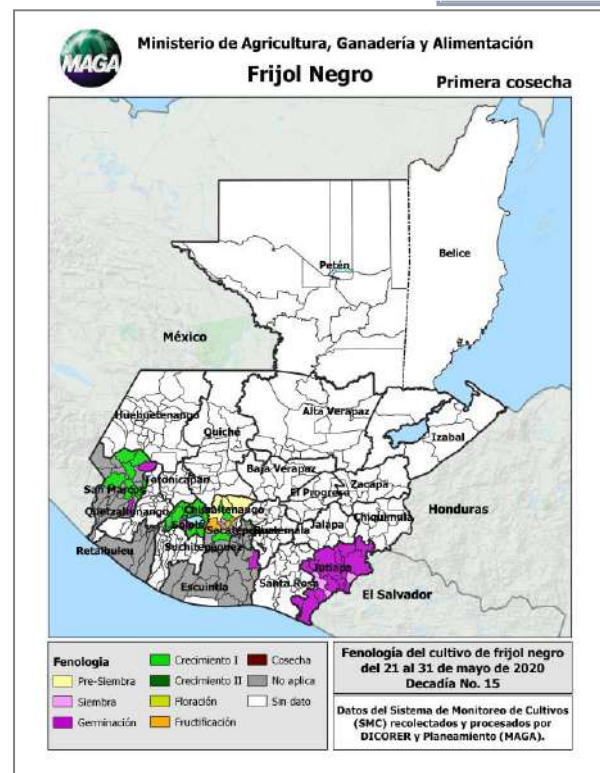 MAGA
Ministerio de Agricultura, Ganadería y Alimentación
Frijol Negro
Primera cosecha
Belice
Petén
México
Huehuetenango
Quiché
Alta Verapaz
Izabal
Baja Verapaz
Zacapa
Totonicapán
El Progreso
San Marcos
Honduras
Quetzaltenango
Chimaltenango
Sololá
Guatemala
Jalapa
Chiquimula
Retalhuleu
Suchitepéquez
Jutiapa
Escuintla
Santa Rosa
El Salvador
Fenología
Pre-Siembra
Siembra
Germinación
Crecimiento I
Crecimiento II
Floración
Fructificación
Cosecha
No aplica
Sin dato
Fenología del cultivo de frijol negro
del 21 al 31 de mayo de 2020
Decadía No. 15
Datos del Sistema de Monitoreo de Cultivos
(SMC) recolectados y procesados por
DICORER y Planeamiento (MAGA).